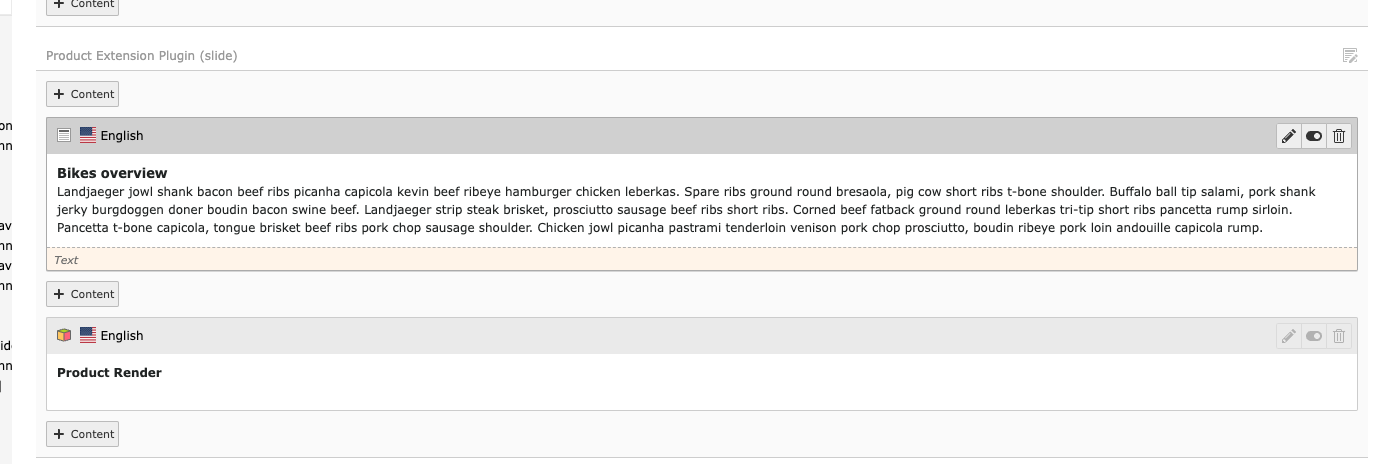 + Content
Product Extension Plugin (slide)
+ Content
English
Bikes overview
Landjaeger jowl shank bacon beef ribs picanha capicola kevin beef ribeye hamburger chicken leberkas. Spare ribs ground round bresaola, pig cow short ribs t-bone shoulder. Buffalo ball tip salami, pork shank
jerky burgdoggen doner boudin bacon swine beef. Landjaeger strip steak brisket, prosciutto sausage beef ribs short ribs. Corned beef fatback ground round leberkas tri-tip short ribs pancetta rump sirloin.
Pancetta t-bone capicola, tongue brisket beef ribs pork chop sausage shoulder. Chicken jowl picanha pastrami tenderloin venison pork chop prosciutto, boudin ribeye pork loin andouille capicola rump.
Text
+ Content
English
Product Render
+ Content